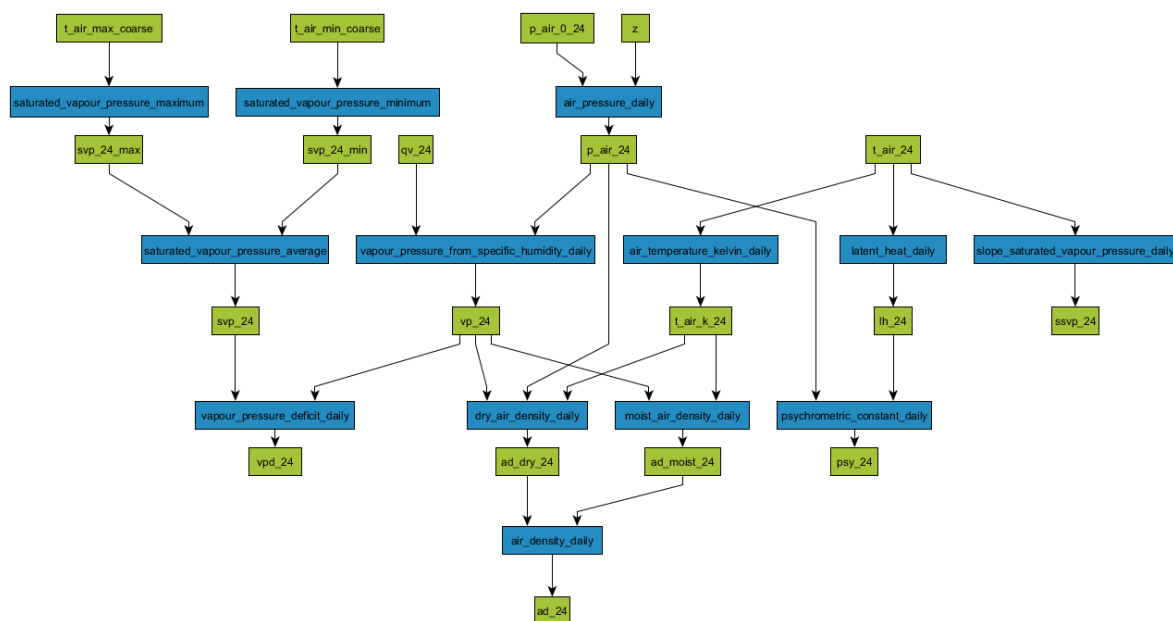 t_air_max_coarse
t_air_min_coarse
p_air_0_24
z
saturated_vapour_pressure_maximum
saturated_vapour_pressure_minimum
air_pressure_daily
svp_24_max
svp_24_min
qv_24
p_air_24
t_air_24
saturated_vapour_pressure_average
vapour_pressure_from_specific_humidity_daily
air_temperature_kelvin_daily
latent_heat_daily
slope_saturated_vapour_pressure_daily
svp_24
vp_24
t_air_k_24
lh_24
ssvp_24
vapour_pressure_deficit_daily
dry_air_density_daily
moist_air_density_daily
psychrometric_constant_daily
vpd_24
ad_dry_24
ad_moist_24
psy_24
air_density_daily
ad_24